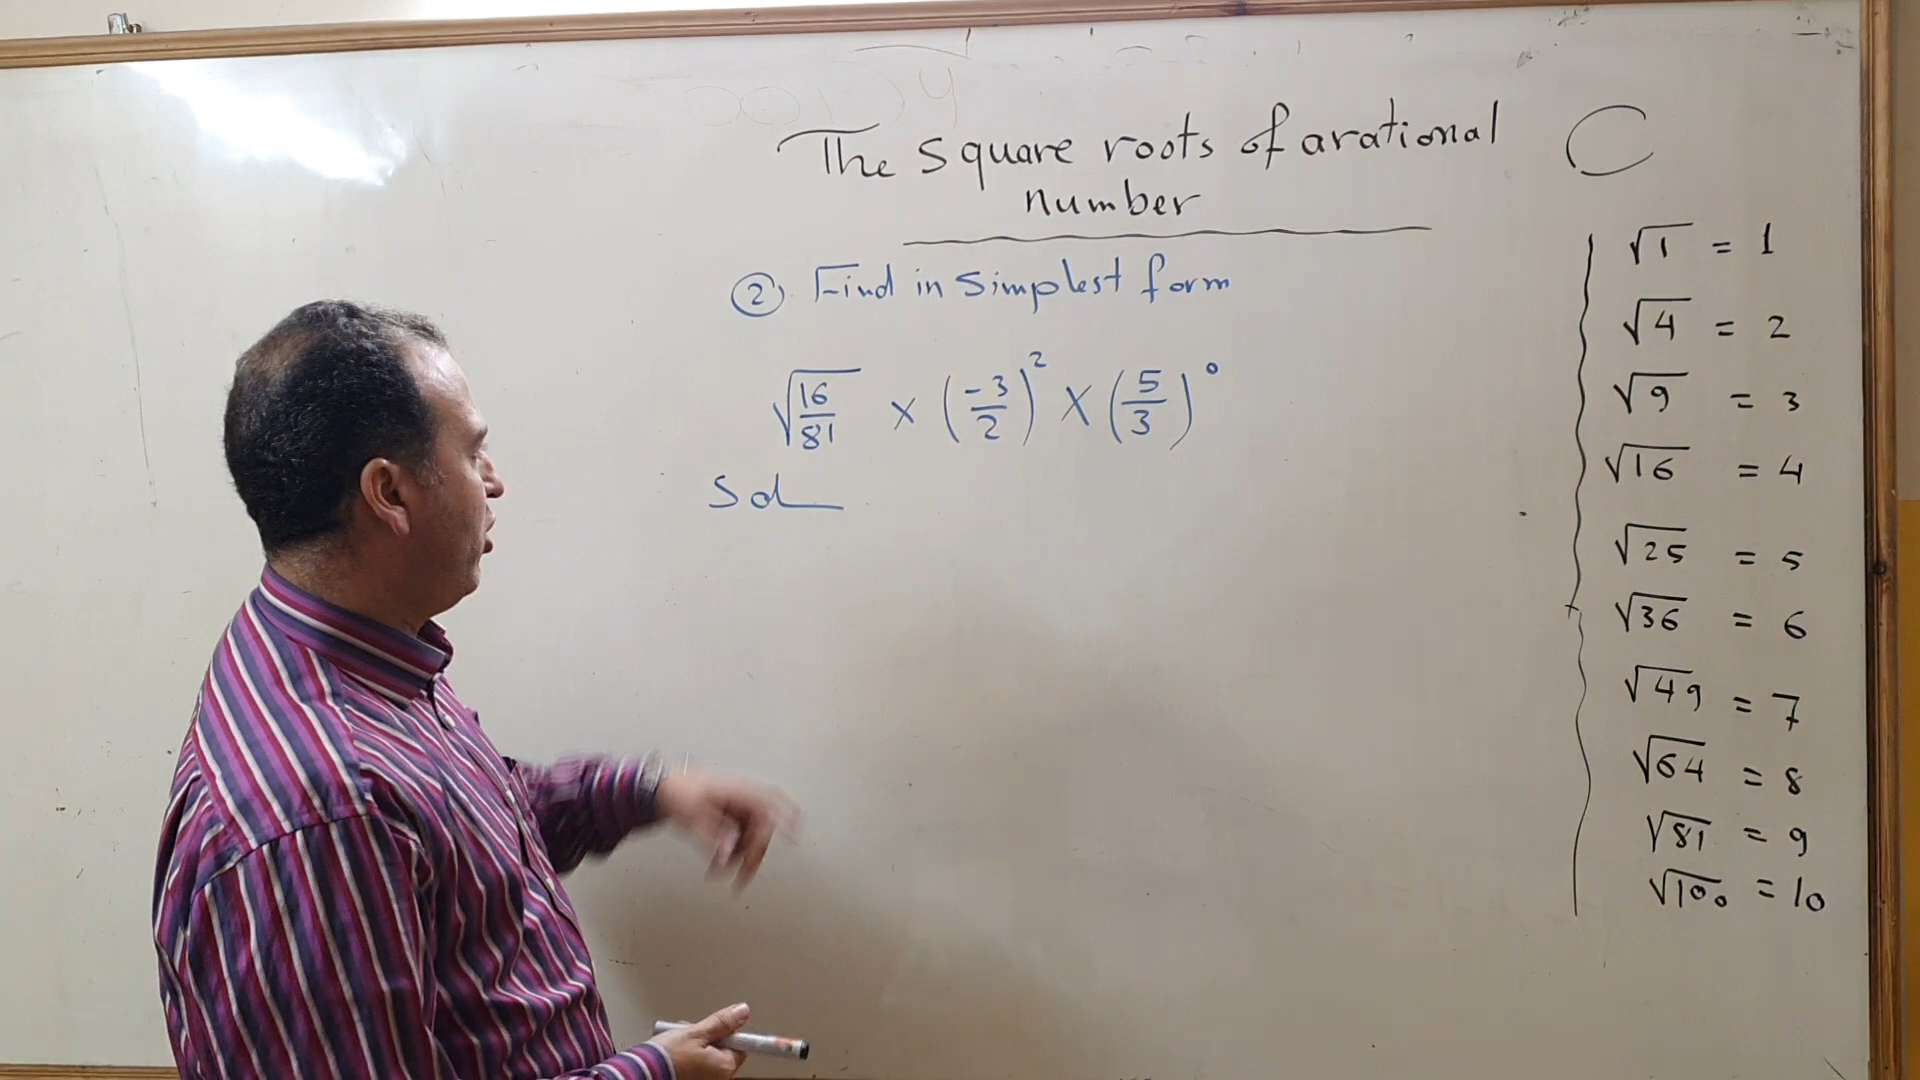 The square roots of arational
number
② Find in simplest form
√16/81 × (-3/2)² × (5/3)⁰
Sol
C
√1 = 1
√4 = 2
√9 = 3
√16 = 4
√25 = 5
√36 = 6
√49 = 7
√64 = 8
√81 = 9
√100 = 10